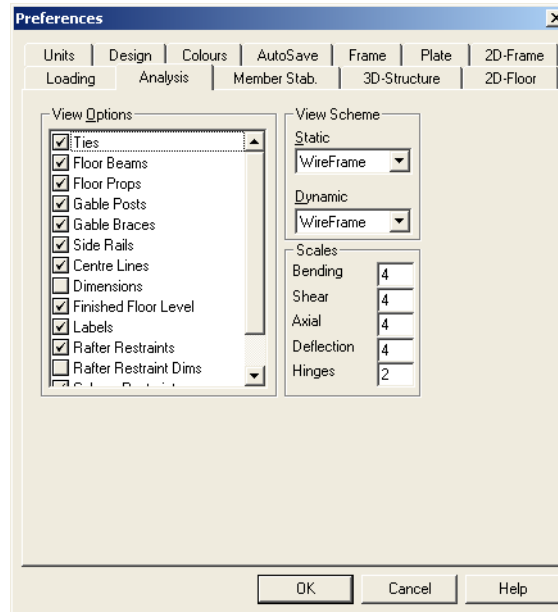 Preferences
Units Design Colours AutoSave Frame Plate 2D-Frame
Loading Analysis Member Stab. 3D-Structure 2D-Floor
View Options
Ties
Floor Beams
Floor Props
Gable Posts
Gable Braces
Side Rails
Centre Lines
Dimensions
Finished Floor Level
Labels
Rafter Restraints
Rafter Restraint Dims
View Scheme
Static
WireFrame
Dynamic
WireFrame
Scales
Bending 4
Shear 4
Axial 4
Deflection 4
Hinges 2
OK Cancel Help